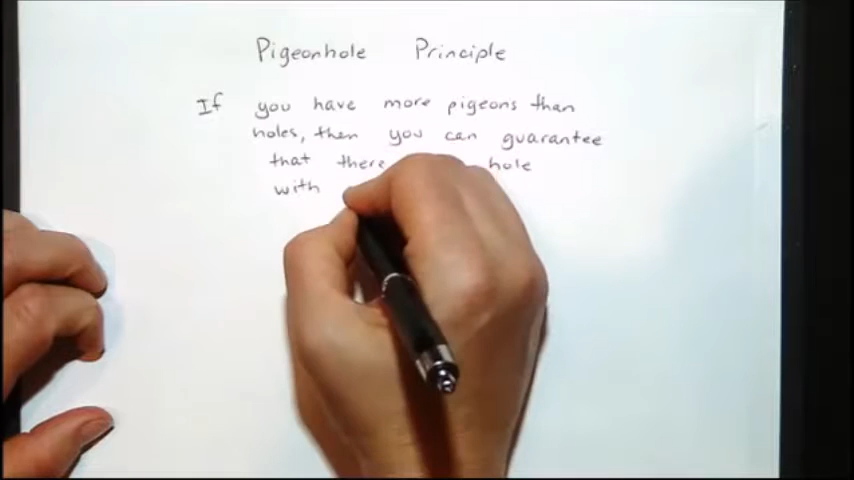 Pigeonhole Principle
If you have more pigeons than
holes, then you can guarantee
that there hole
with